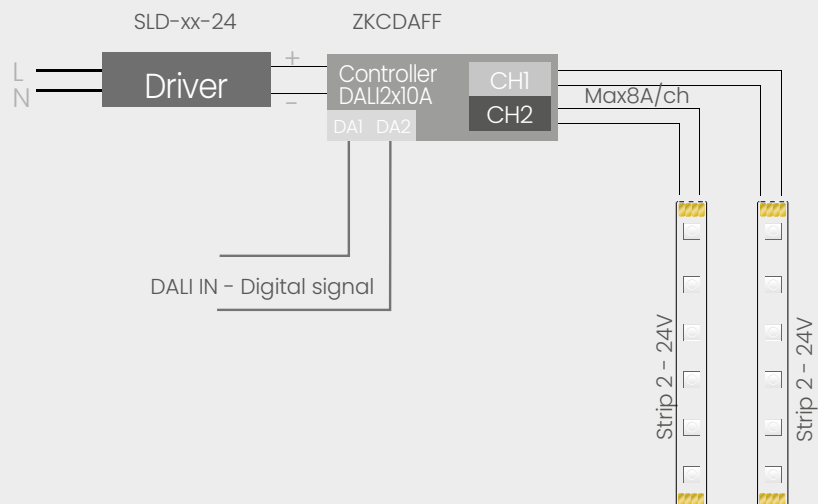 SLD-xx-24
ZKCDAFF
L
N
Driver
+
-
Controller
DALI2x10A
CH1
CH2
DA1 DA2
Max8A/ch
DALI IN - Digital signal
Strip 2 - 24V
Strip 2 - 24V